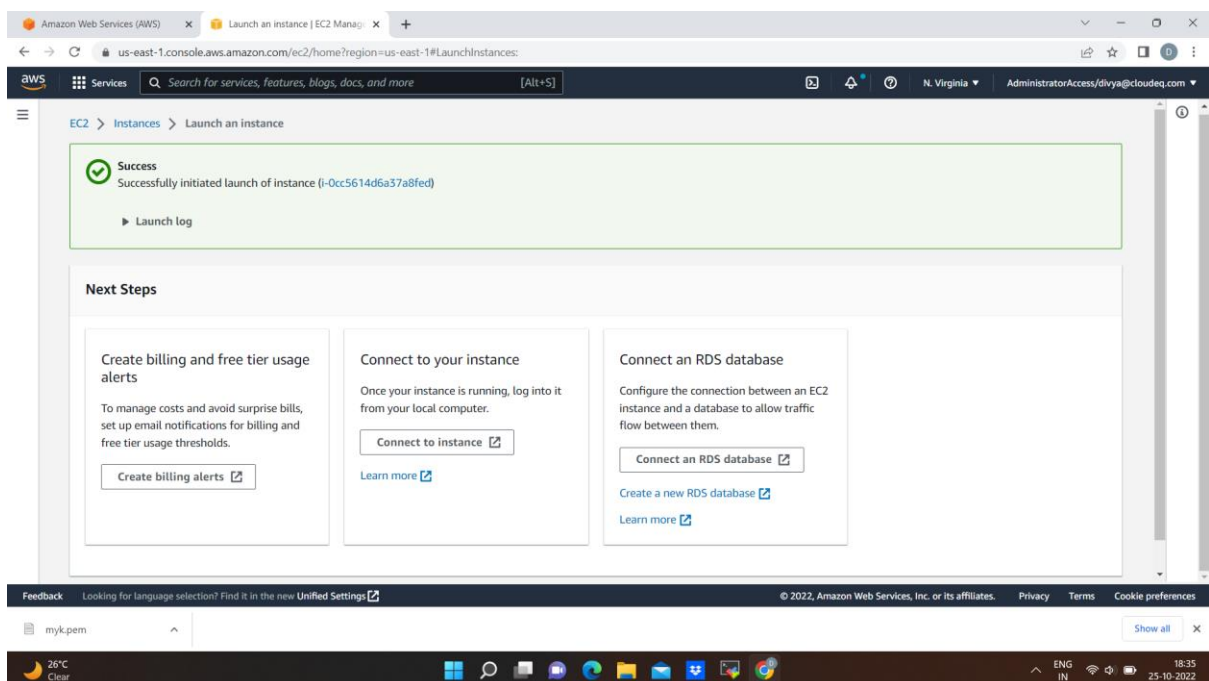 Amazon Web Services (AWS)
Launch an instance | EC2 Manag
us-east-1.console.aws.amazon.com/ec2/home?region=us-east-1#LaunchInstances:
D
aws
Services
Search for services, features, blogs, docs, and more
[Alt+S]
N. Virginia
AdministratorAccess/divya@cloudeq.com
EC2 > Instances > Launch an instance
Success
Successfully initiated launch of instance (i-0cc5614d6a37a8fed)
Launch log
Next Steps
Create billing and free tier usage
alerts
To manage costs and avoid surprise bills,
set up email notifications for billing and
free tier usage thresholds.
Create billing alerts
Connect to your instance
Once your instance is running, log into it
from your local computer.
Connect to instance
Learn more
Connect an RDS database
Configure the connection between an EC2
instance and a database to allow traffic
flow between them.
Connect an RDS database
Create a new RDS database
Learn more
Feedback
Looking for language selection? Find it in the new Unified Settings
© 2022, Amazon Web Services, Inc. or its affiliates.
Privacy
Terms
Cookie preferences
myk.pem
Show all
26°C
Clear
ENG
IN
18:35
25-10-2022